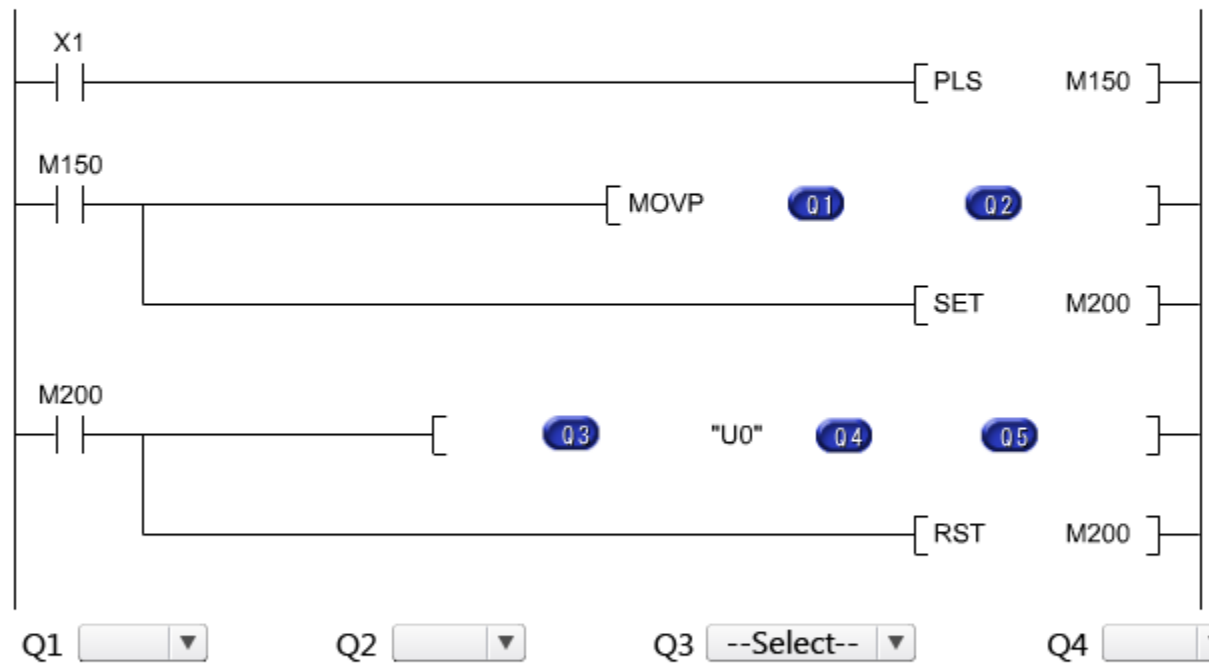 X1
PLS M150
M150
MOVP Q1 Q2
SET M200
M200
Q3 "U0" Q4 Q5
RST M200
Q1 Q2 Q3 --Select-- Q4